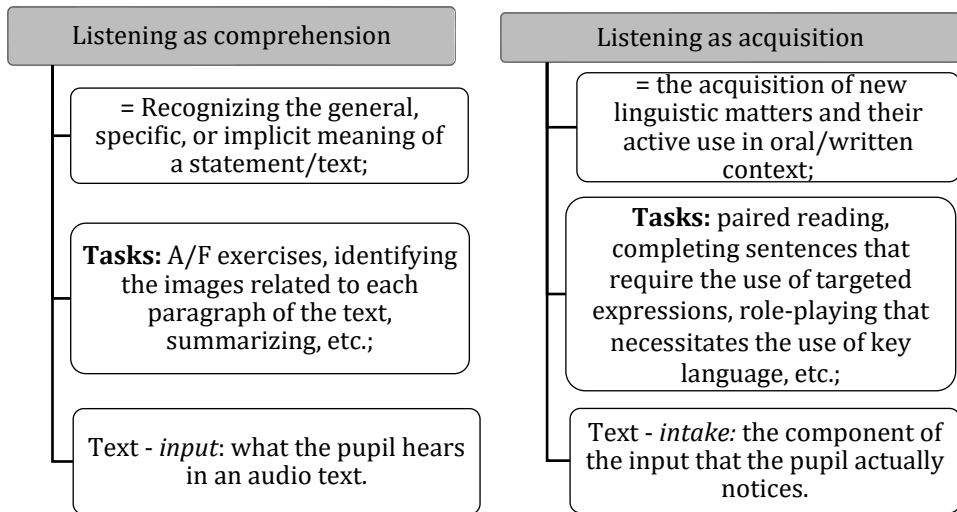 Listening as comprehension
= Recognizing the general,
specific, or implicit meaning of
a statement/text;
Tasks: A/F exercises, identifying
the images related to each
paragraph of the text,
summarizing, etc.;
Text - input: what the pupil hears
in an audio text.
Listening as acquisition
= the acquisition of new
linguistic matters and their
active use in oral/written
context;
Tasks: paired reading,
completing sentences that
require the use of targeted
expressions, role-playing that
necessitates the use of key
language, etc.;
Text - intake: the component of
the input that the pupil actually
notices.